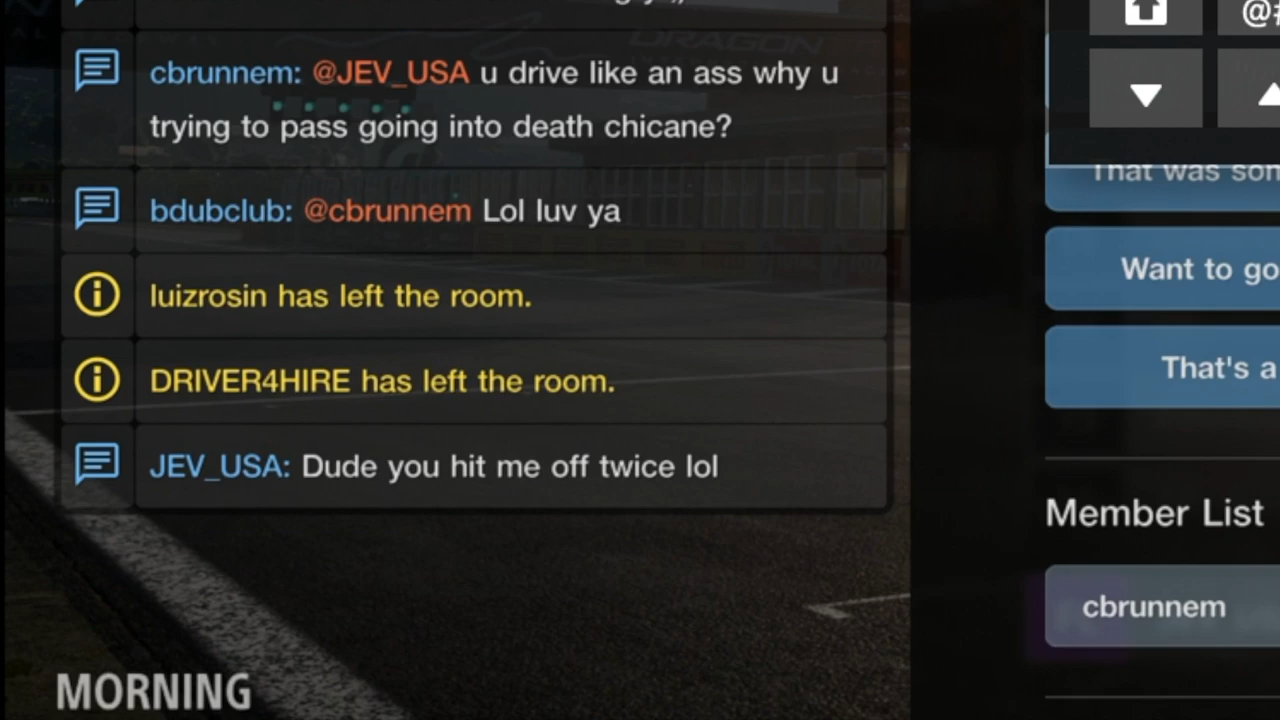 DRAGON
@#
cbrunnem: @JEV_USA u drive like an ass why u
trying to pass going into death chicane?
That was
bdubclub: @cbrunnem Lol luv ya
Want to go
luizrosin has left the room.
DRIVER4HIRE has left the room.
That's a
JEV_USA: Dude you hit me off twice lol
Member List
cbrunnem
MORNING